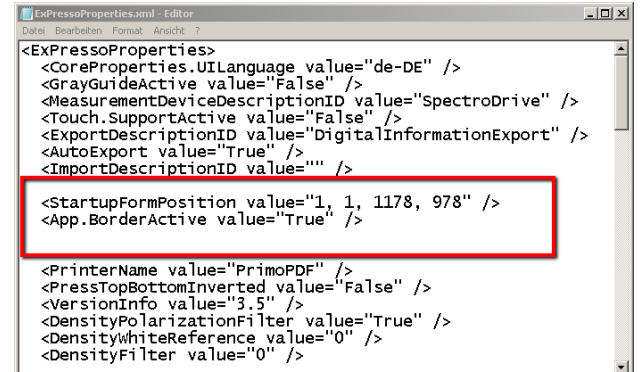 ExPressoProperties.xml - Editor
Datei Bearbeiten Format Ansicht ?
<ExPressoProperties>
<CoreProperties.UILanguage value="de-DE" />
<GrayGuideActive value="False" />
<MeasurementDeviceDescriptionID value="SpectroDrive" />
<Touch.SupportActive value="False" />
<ExportDescriptionID value="DigitalInformationExport" />
<AutoExport value="True" />
<ImportDescriptionID value="" />
<StartupFormPosition value="1, 1, 1178, 978" />
<App.BorderActive value="True" />
<PrinterName value="PrimoPDF" />
<PressTopBottomInverted value="False" />
<VersionInfo value="3.5" />
<DensityPolarizationFilter value="True" />
<DensityWhiteReference value="0" />
<DensityFilter value="0" />